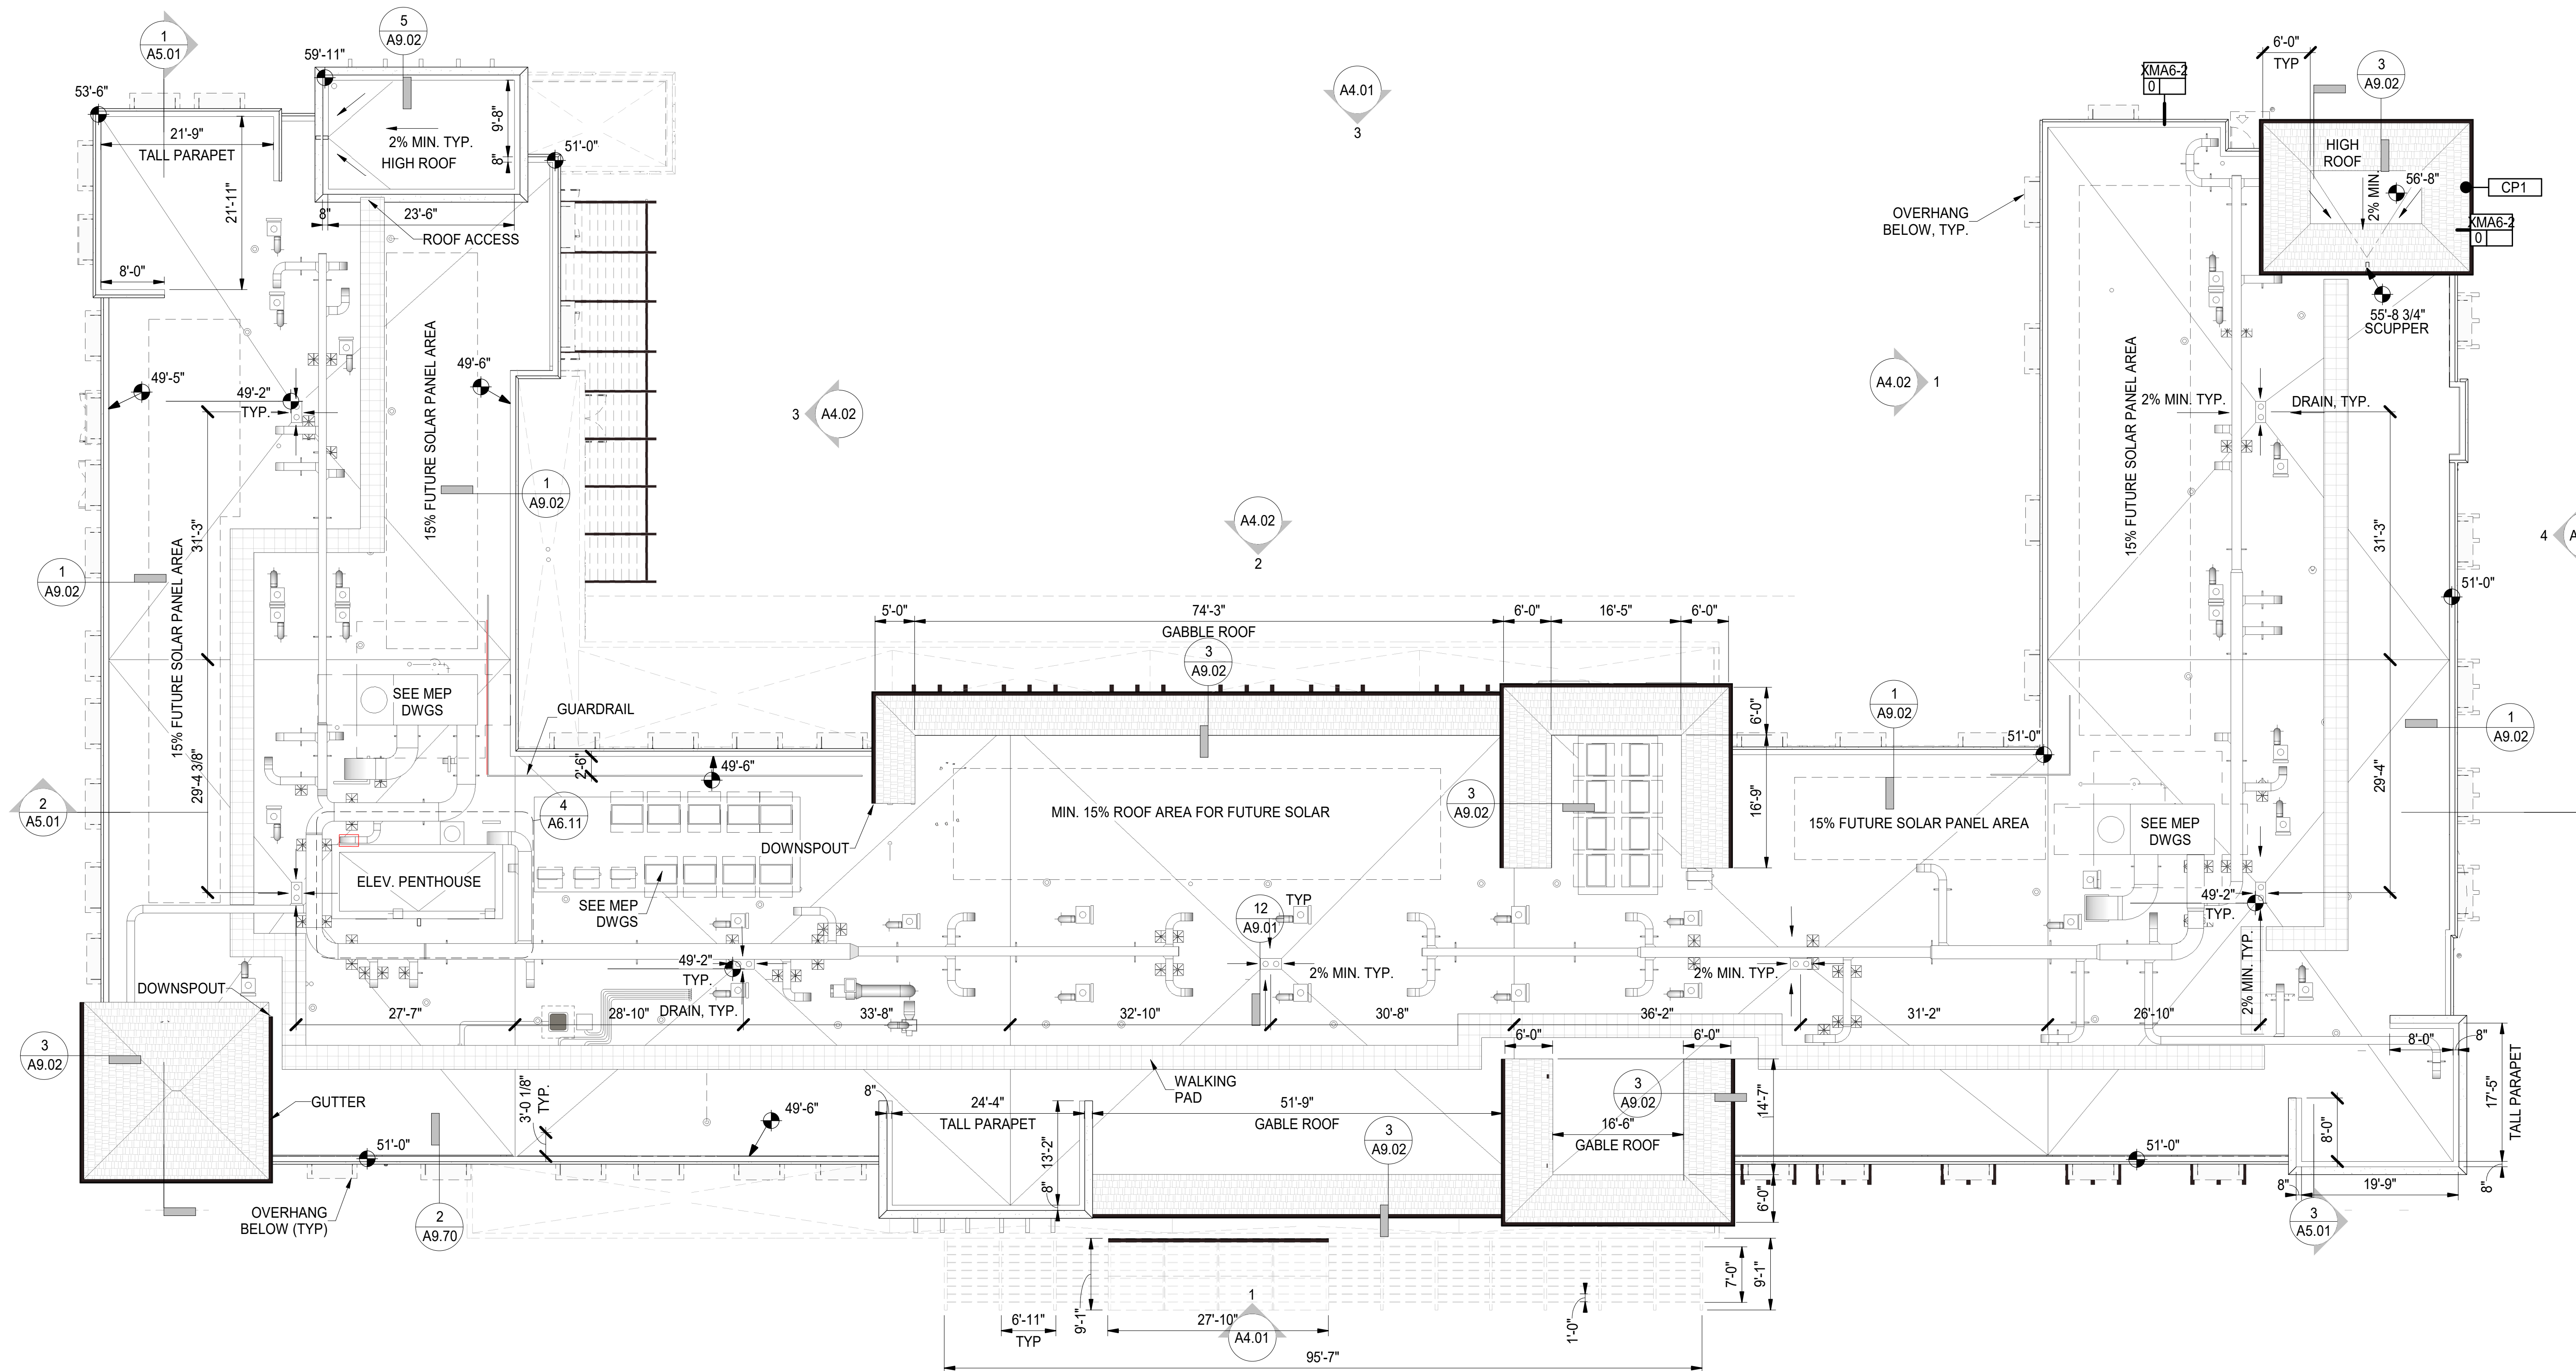 1
A5.01
5
A9.02
59'-11"
53'-6"
21'-9"
TALL PARAPET
21'-11"
8'-0"
2% MIN. TYP.
HIGH ROOF
9'-8"
8"
51'-0"
8"
23'-6"
ROOF ACCESS
A4.01
3
XMA6-2
0
6'-0"
TYP
3
A9.02
HIGH
ROOF
2% MIN.
56'-8"
CP1
XMA6-2
0
55'-8 3/4"
SCUPPER
OVERHANG
BELOW, TYP.
49'-5"
49'-2"
TYP.
49'-6"
15% FUTURE SOLAR PANEL AREA
15% FUTURE SOLAR PANEL AREA
31'-3"
1
A9.02
1
A9.02
3
A4.02
A4.02
1
A4.02
2
15% FUTURE SOLAR PANEL AREA
2% MIN. TYP.
DRAIN, TYP.
31'-3"
4
51'-0"
1
A9.02
29'-4"
5'-0"
74'-3"
GABBLE ROOF
6'-0"
16'-5"
6'-0"
3
A9.02
SEE MEP
DWGS
GUARDRAIL
2'-6"
49'-6"
29'-4 3/8"
2
A5.01
4
A6.11
DOWNSPOUT
MIN. 15% ROOF AREA FOR FUTURE SOLAR
3
A9.02
6'-0"
16'-9"
1
A9.02
51'-0"
15% FUTURE SOLAR PANEL AREA
SEE MEP
DWGS
ELEV. PENTHOUSE
SEE MEP
DWGS
12
A9.01
TYP
49'-2"
TYP.
49'-2"
TYP.
2% MIN. TYP.
2% MIN. TYP.
2% MIN. TYP.
DOWNSPOUT
27'-7"
28'-10"
DRAIN, TYP.
33'-8"
32'-10"
30'-8"
36'-2"
31'-2"
26'-10"
3
A9.02
GUTTER
3'-0 1/8"
TYP.
49'-6"
51'-0"
WALKING
PAD
8"
24'-4"
TALL PARAPET
13'-2"
8"
51'-9"
GABLE ROOF
3
A9.02
6'-0"
6'-0"
3
A9.02
14'-7"
16'-6"
GABLE ROOF
6'-0"
51'-0"
8'-0"
8"
17'-5"
TALL PARAPET
8'-0"
8"
19'-9"
8"
3
A5.01
OVERHANG
BELOW (TYP)
2
A9.70
9'-1"
6'-11"
TYP
27'-10"
1
A4.01
1'-0"
7'-0"
9'-1"
95'-7"